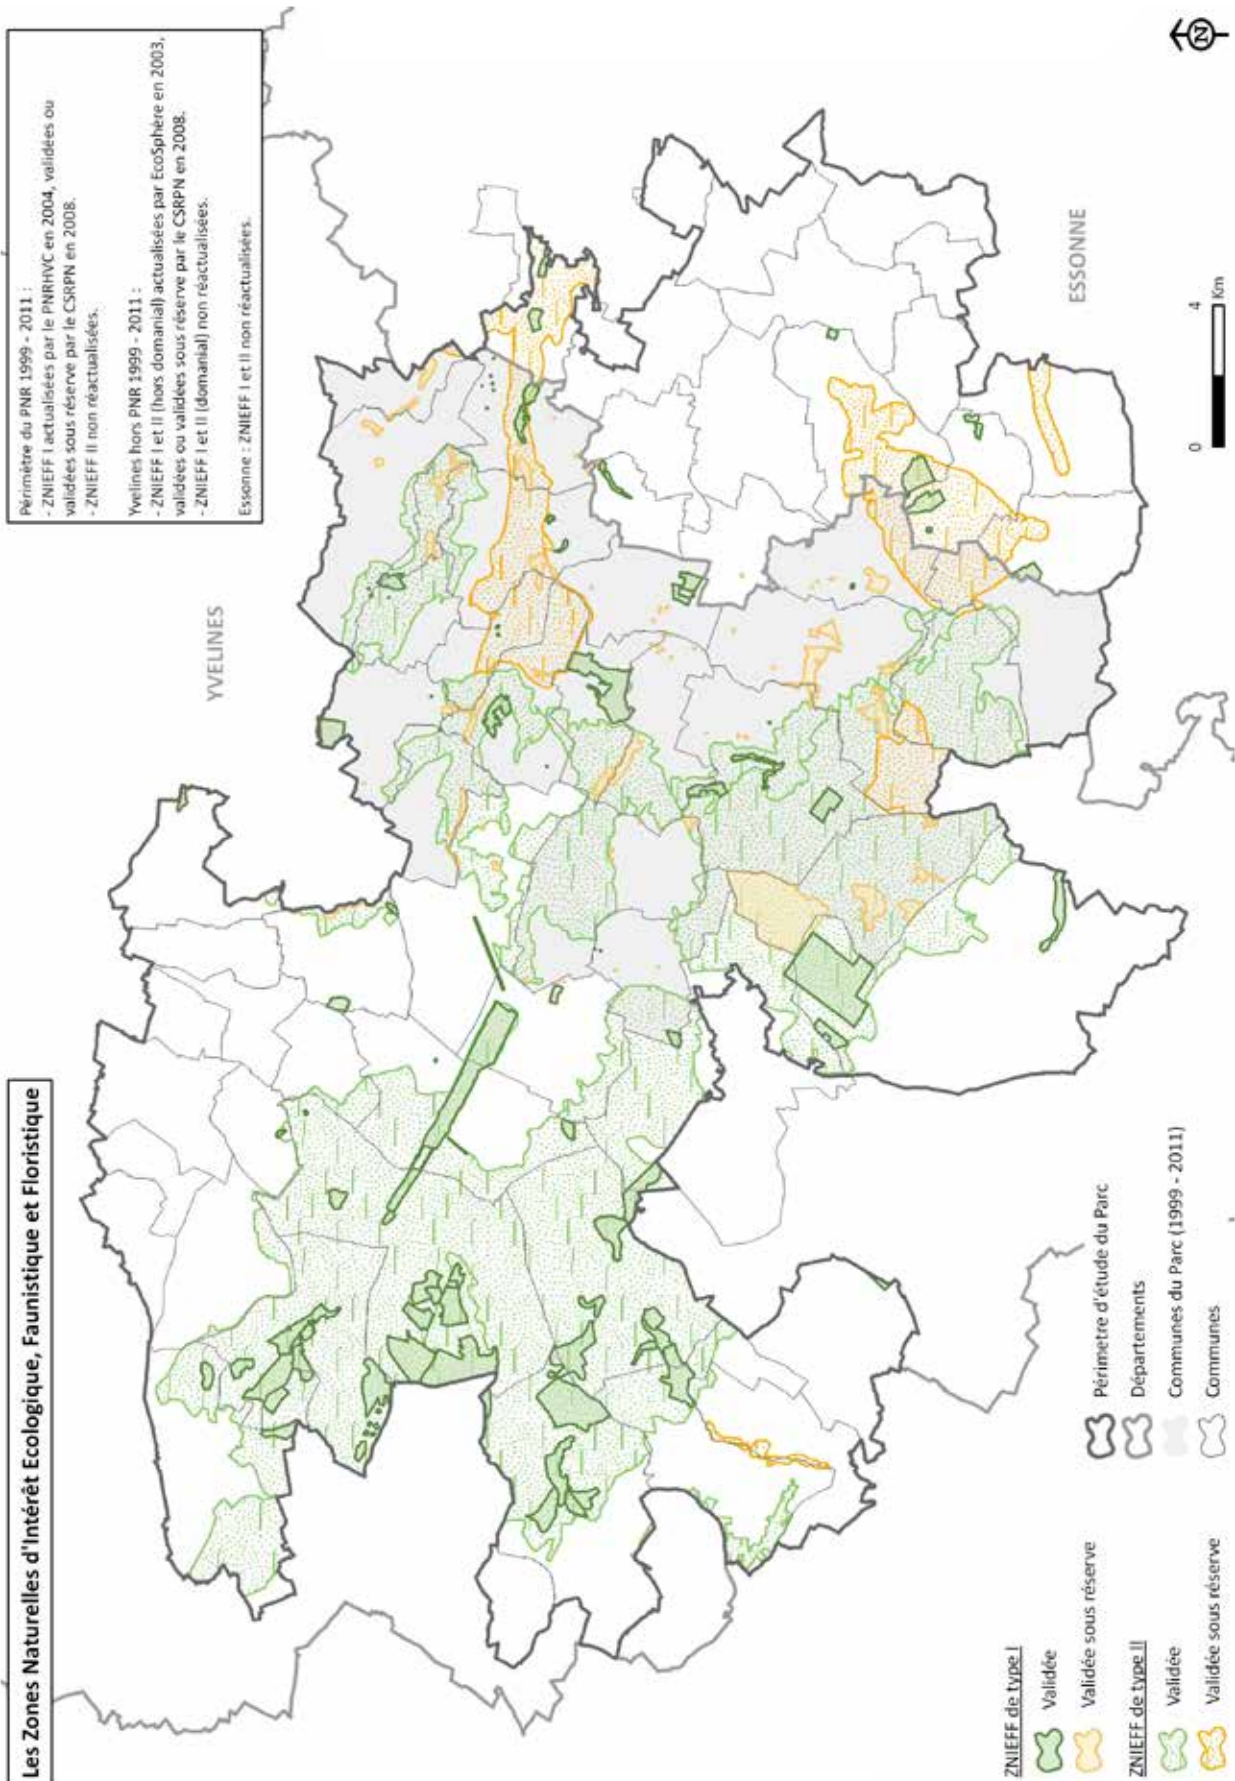 Les Zones Naturelles d'Intérêt Ecologique, Faunistique et Floristique
Périmètre du PNR 1999 - 2011 :
- ZNIEFF I actualisées par le PNRHVC en 2004, validées ou
validées sous réserve par le CSRPN en 2008.
- ZNIEFF II non réactualisées.
Yvelines hors PNR 1999 - 2011 :
- ZNIEFF I et II (hors domanial) actualisées par EcoSphère en 2003,
validées ou validées sous réserve par le CSRPN en 2008.
- ZNIEFF I et II (domanial) non réactualisées.
Essonne : ZNIEFF I et II non réactualisées.
YVELINES
ESSONNE
N
0 4
Km
ZNIEFF de type I
Validée
Validée sous réserve
ZNIEFF de type II
Validée
Validée sous réserve
Périmetre d'étude du Parc
Départements
Communes du Parc (1999 - 2011)
Communes